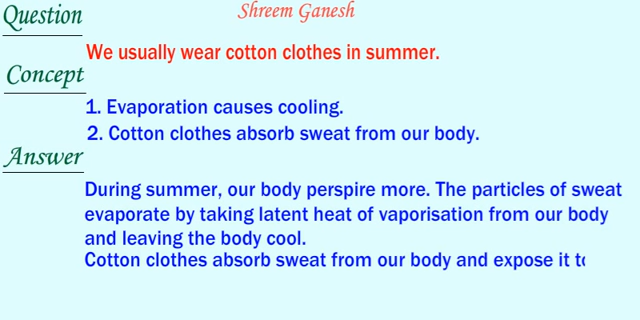 Shreem Ganesh
Question
We usually wear cotton clothes in summer.
Concept
1. Evaporation causes cooling.
2. Cotton clothes absorb sweat from our body.
Answer
During summer, our body perspire more. The particles of sweat
evaporate by taking latent heat of vaporisation from our body
and leaving the body cool.
Cotton clothes absorb sweat from our body and expose it